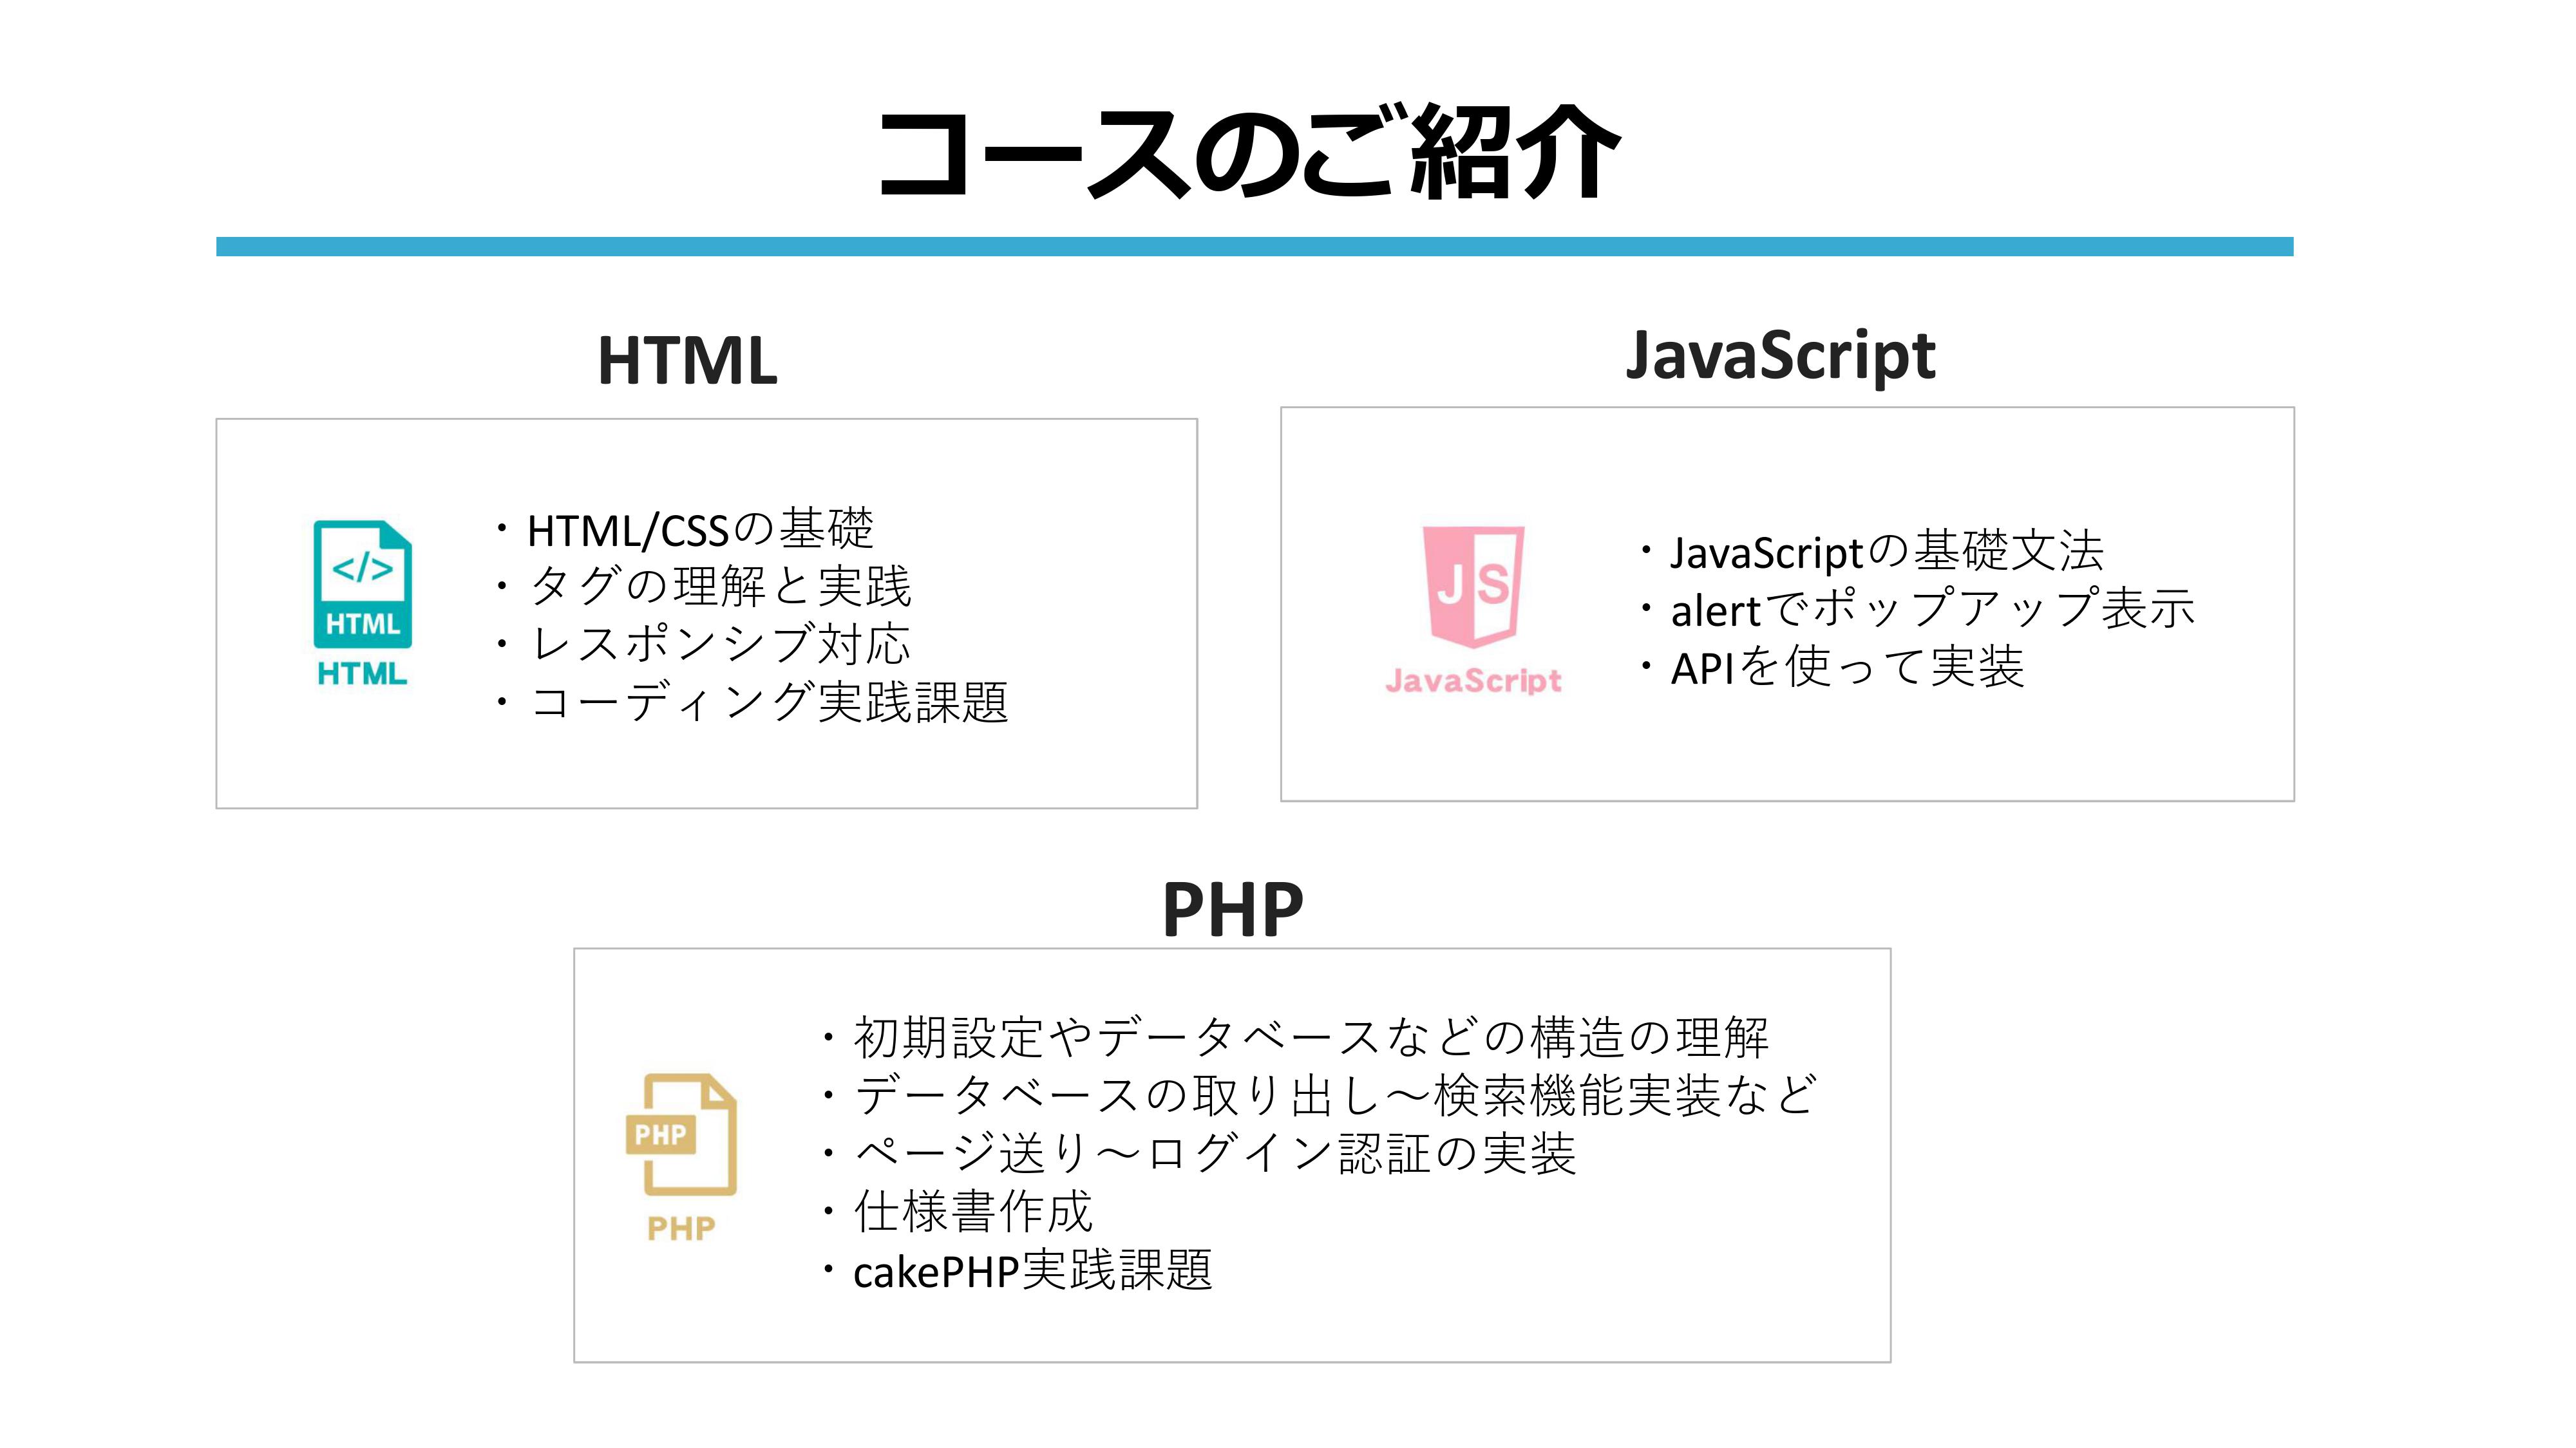 コースのご紹介
HTML
</>
HTML
HTML
・HTML/CSSの基礎
・タグの理解と実践
・レスポンシブ対応
・コーディング実践課題
JavaScript
JS
JavaScript
・JavaScriptの基礎文法
・alertでポップアップ表示
・APIを使って実装
PHP
PHP
PHP
・初期設定やデータベースなどの構造の理解
・データベースの取り出し～検索機能実装など
・ページ送り～ログイン認証の実装
・仕様書作成
・cakePHP実践課題